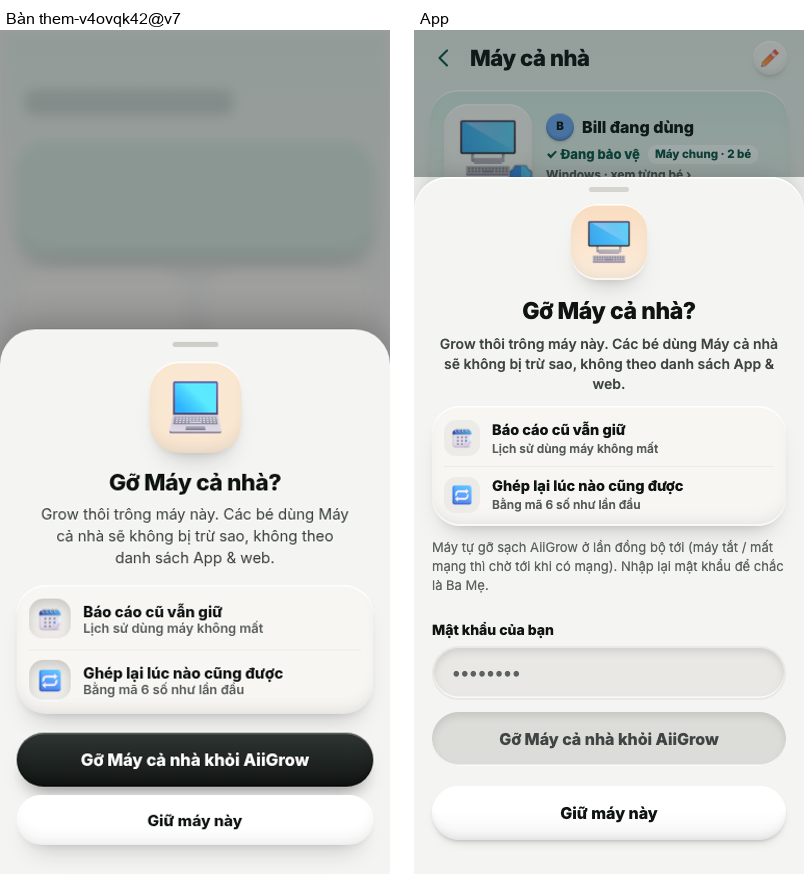 Bản them-v4ovqk42@v7
Gỡ Máy cả nhà?
Grow thôi trông máy này. Các bé dùng Máy
cả nhà sẽ không bị trừ sao, không theo
danh sách App & web.
Báo cáo cũ vẫn giữ
Lịch sử dùng máy không mất
Ghép lại lúc nào cũng được
Bằng mã 6 số như lần đầu
Gỡ Máy cả nhà khỏi AiiGrow
Giữ máy này
App
Máy cả nhà
B
Bill đang dùng
✓ Đang bảo vệ
Máy chung · 2 bé
Windows · xem từng bé ›
Gỡ Máy cả nhà?
Grow thôi trông máy này. Các bé dùng Máy cả nhà
sẽ không bị trừ sao, không theo danh sách App &
web.
Báo cáo cũ vẫn giữ
Lịch sử dùng máy không mất
Ghép lại lúc nào cũng được
Bằng mã 6 số như lần đầu
Máy tự gỡ sạch AiiGrow ở lần đồng bộ tới (máy tắt / mất
mạng thì chờ tới khi có mạng). Nhập lại mật khẩu để chắc
là Ba Mẹ.
Mật khẩu của bạn
••••••••
Gỡ Máy cả nhà khỏi AiiGrow
Giữ máy này